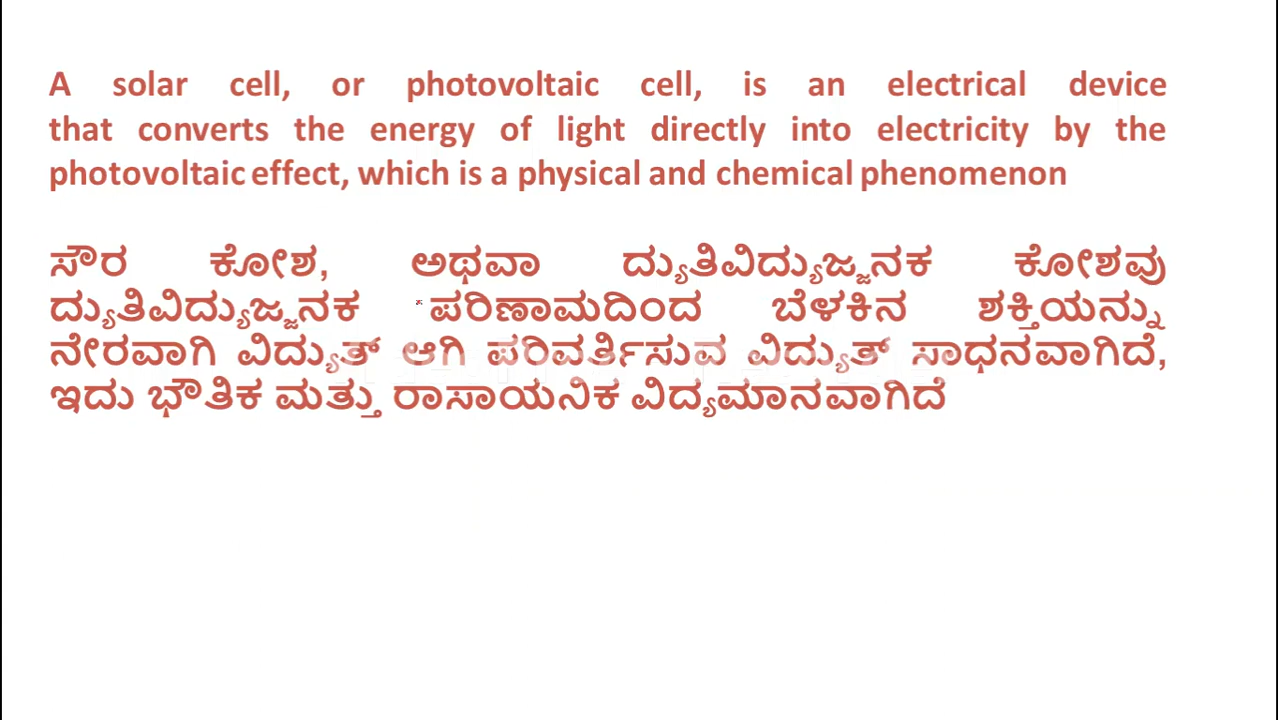 A solar cell, or photovoltaic cell, is an electrical device
that converts the energy of light directly into electricity by the
photovoltaic effect, which is a physical and chemical phenomenon
ಸೌರ ಕೋಶ, ಅಥವಾ ದ್ಯುತಿವಿದ್ಯುಜ್ಜನಕ ಕೋಶವು
ದ್ಯುತಿವಿದ್ಯುಜ್ಜನಕ ಪರಿಣಾಮದಿಂದ ಬೆಳಕಿನ ಶಕ್ತಿಯನ್ನು
ನೇರವಾಗಿ ವಿದ್ಯುತ್ ಆಗಿ ಪರಿವರ್ತಿಸುವ ವಿದ್ಯುತ್ ಸಾಧನವಾಗಿದೆ,
ಇದು ಭೌತಿಕ ಮತ್ತು ರಾಸಾಯನಿಕ ವಿದ್ಯಮಾನವಾಗಿದೆ